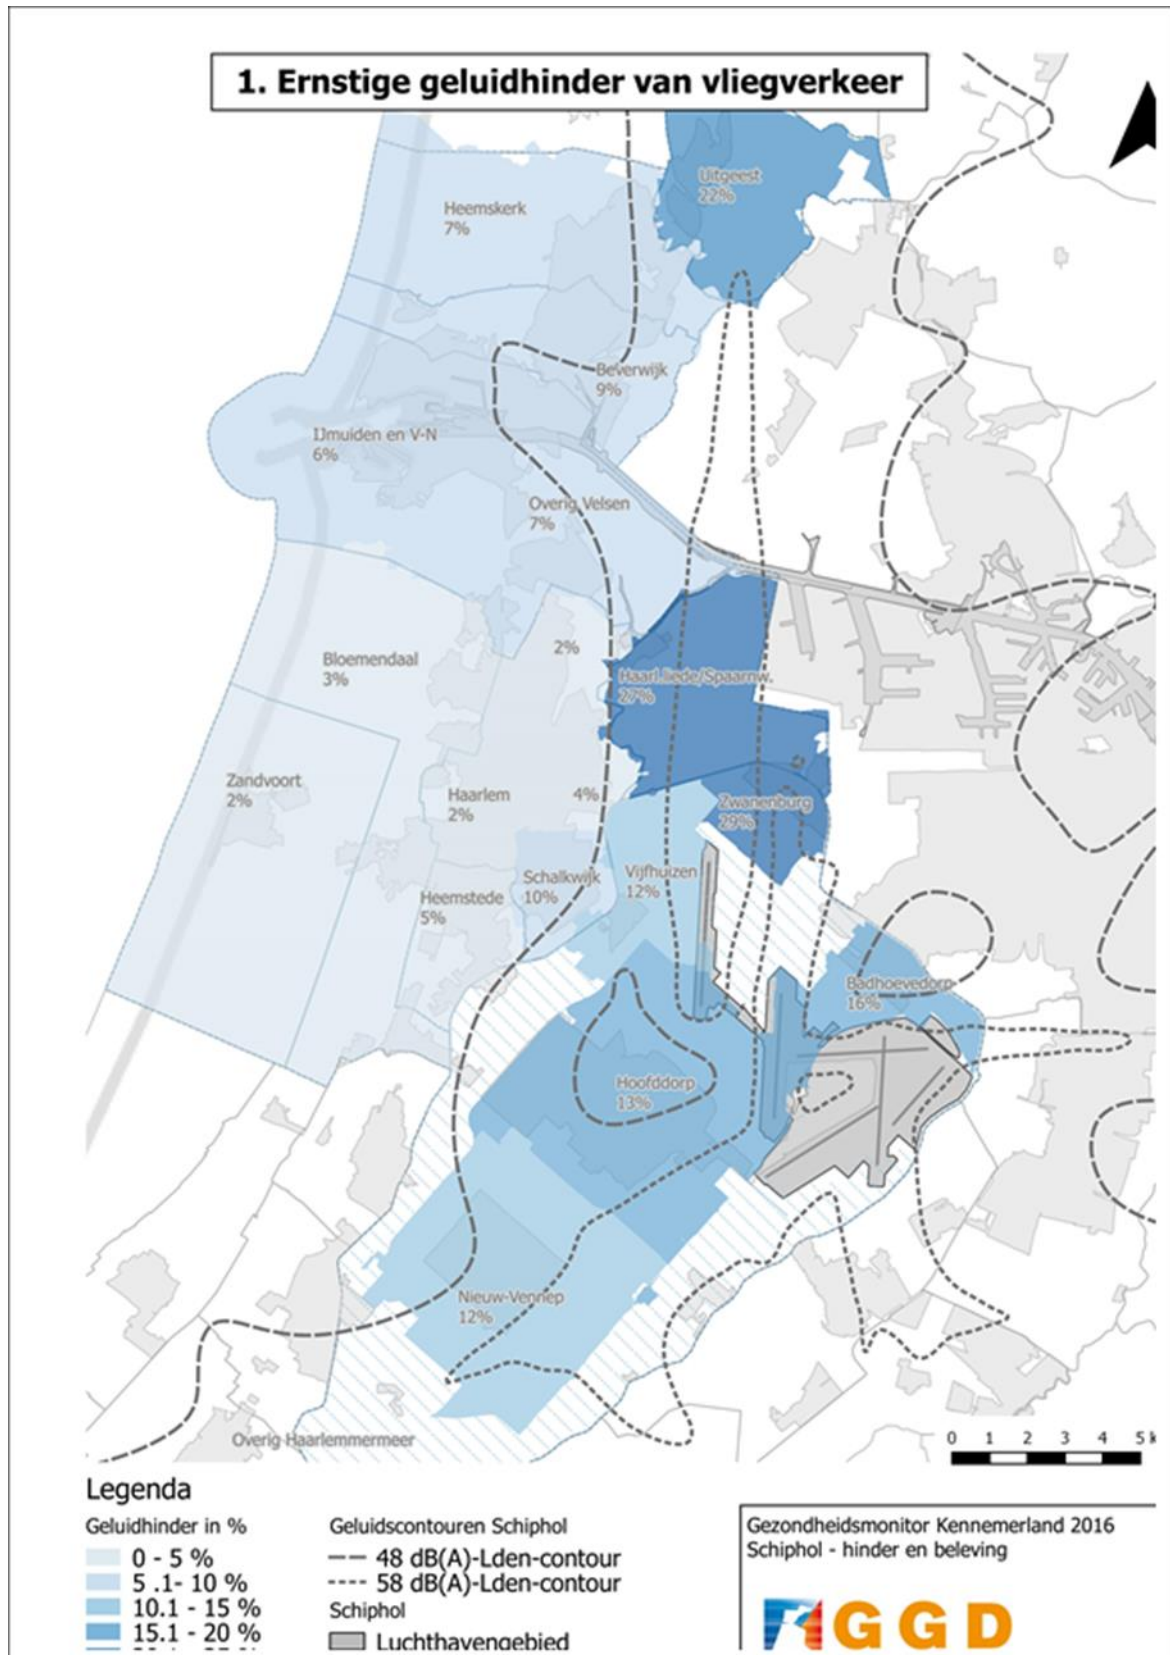 1. Ernstige geluidhinder van vliegverkeer
Uitgeest
22%
Heemskerk
7%
Beverwijk
9%
IJmuiden en V-N
6%
Overig Velsen
7%
2%
Bloemendaal
3%
Haarl.liede/Spaarnw.
27%
Zandvoort
2%
Haarlem
2%
4%
Zwanenburg
29%
Schalkwijk
10%
Vijfhuizen
12%
Heemstede
5%
Badhoevedorp
16%
Hoofddorp
13%
Nieuw-Vennep
12%
Overig Haarlemmermeer
0 1 2 3 4 5 k
Legenda
Geluidhinder in %
0 - 5 %
5 .1- 10 %
10.1 - 15 %
15.1 - 20 %
Geluidscontouren Schiphol
48 dB(A)-Lden-contour
58 dB(A)-Lden-contour
Schiphol
Luchthavengebied
Gezondheidsmonitor Kennemerland 2016
Schiphol - hinder en beleving
GGD